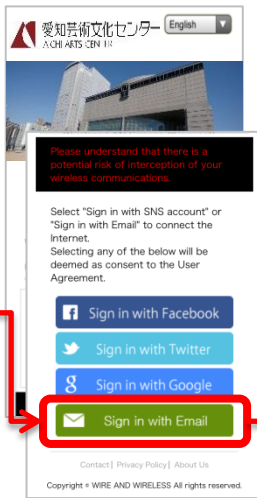 愛知芸術文化センター
English
AICHI ARTS CENTER
Please understand that there is a
potential risk of interception of your
wireless communications.
Select "Sign in with SNS account" or
"Sign in with Email" to connect the
Internet.
Selecting any of the below will be
deemed as consent to the User
Agreement.
Sign in with Facebook
Sign in with Twitter
Sign in with Google
Sign in with Email
Contact | Privacy Policy | About Us
Copyright © WIRE AND WIRELESS All rights reserved.